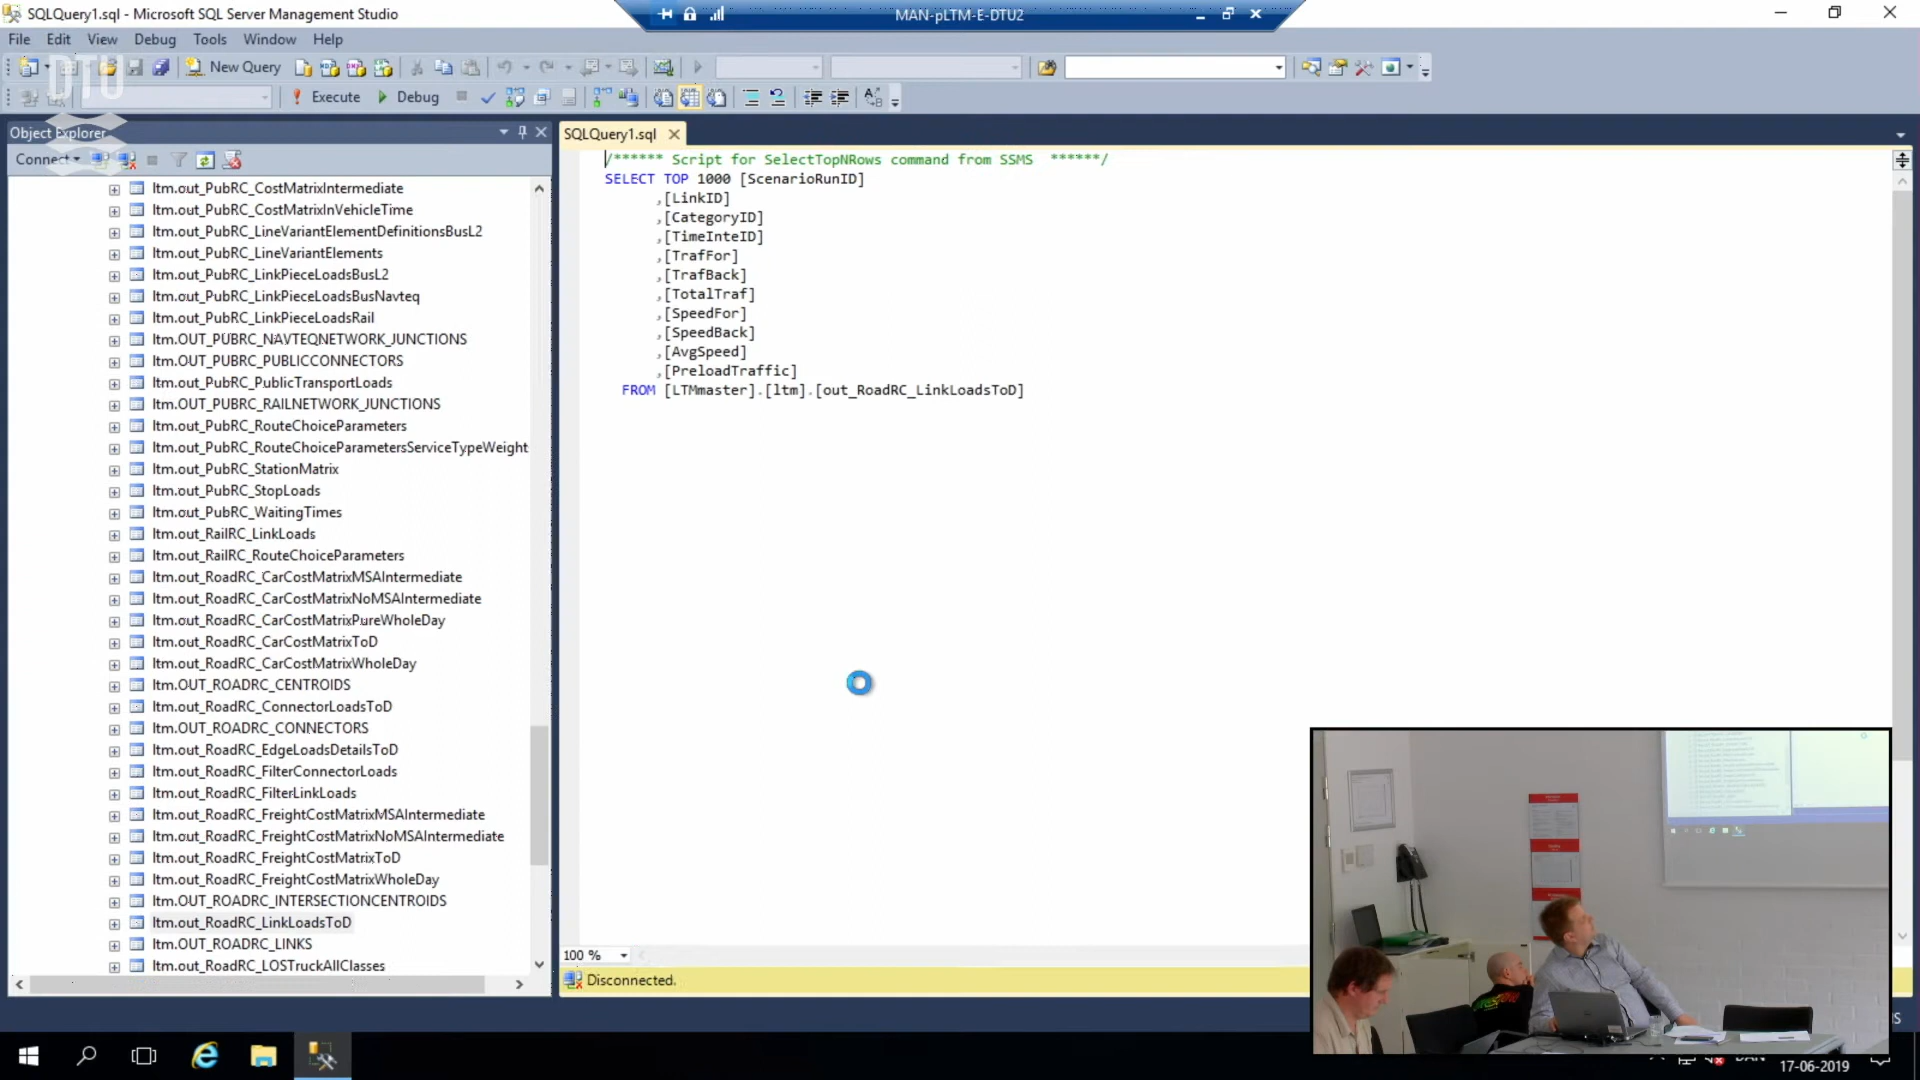 SQLQuery1.sql - Microsoft SQL Server Management Studio
MAN-pLTM-E-DTU2
File Edit View Debug Tools Window Help
New Query
DTU
Execute Debug
Object Explorer
SQLQuery1.sql
Connect
ltm.out_PubRC_CostMatrixIntermediate
ltm.out_PubRC_CostMatrixInVehicleTime
ltm.out_PubRC_LineVariantElementDefinitionsBusL2
ltm.out_PubRC_LineVariantElements
ltm.out_PubRC_LinkPieceLoadsBusL2
ltm.out_PubRC_LinkPieceLoadsBusNavteq
ltm.out_PubRC_LinkPieceLoadsRail
ltm.OUT_PUBRC_NAVTEQNETWORK_JUNCTIONS
ltm.OUT_PUBRC_PUBLICCONNECTORS
ltm.out_PubRC_PublicTransportLoads
ltm.OUT_PUBRC_RAILNETWORK_JUNCTIONS
ltm.out_PubRC_RouteChoiceParameters
ltm.out_PubRC_RouteChoiceParametersServiceTypeWeight
ltm.out_PubRC_StationMatrix
ltm.out_PubRC_StopLoads
ltm.out_PubRC_WaitingTimes
ltm.out_RailRC_LinkLoads
ltm.out_RailRC_RouteChoiceParameters
ltm.out_RoadRC_CarCostMatrixMSAIntermediate
ltm.out_RoadRC_CarCostMatrixNoMSAIntermediate
ltm.out_RoadRC_CarCostMatrixPureWholeDay
ltm.out_RoadRC_CarCostMatrixToD
ltm.out_RoadRC_CarCostMatrixWholeDay
ltm.OUT_ROADRC_CENTROIDS
ltm.out_RoadRC_ConnectorLoadsToD
ltm.OUT_ROADRC_CONNECTORS
ltm.out_RoadRC_EdgeLoadsDetailsToD
ltm.out_RoadRC_FilterConnectorLoads
ltm.out_RoadRC_FilterLinkLoads
ltm.out_RoadRC_FreightCostMatrixMSAIntermediate
ltm.out_RoadRC_FreightCostMatrixNoMSAIntermediate
ltm.out_RoadRC_FreightCostMatrixToD
ltm.out_RoadRC_FreightCostMatrixWholeDay
ltm.OUT_ROADRC_INTERSECTIONCENTROIDS
ltm.out_RoadRC_LinkLoadsToD
ltm.OUT_ROADRC_LINKS
ltm.out_RoadRC_LOSTruckAllClasses
/****** Script for SelectTopNRows command from SSMS ******/
SELECT TOP 1000 [ScenarioRunID]
,[LinkID]
,[CategoryID]
,[TimeInteID]
,[TrafFor]
,[TrafBack]
,[TotalTraf]
,[SpeedFor]
,[SpeedBack]
,[AvgSpeed]
,[PreloadTraffic]
FROM [LTMmaster].[ltm].[out_RoadRC_LinkLoadsToD]
100 %
Disconnected.
17-06-2019